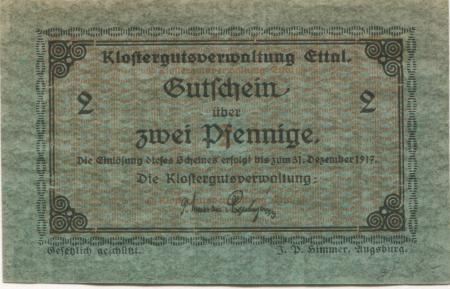 Klostergutsverwaltung Ettal.
Gutschein
über
2 zwei Pfennige. 2
Die Einlösung dieses Scheines erfolgt bis zum 31. Dezember 1917.
Die Klostergutsverwaltung:
Gesetzlich geschützt. J. P. Himmer, Augsburg.